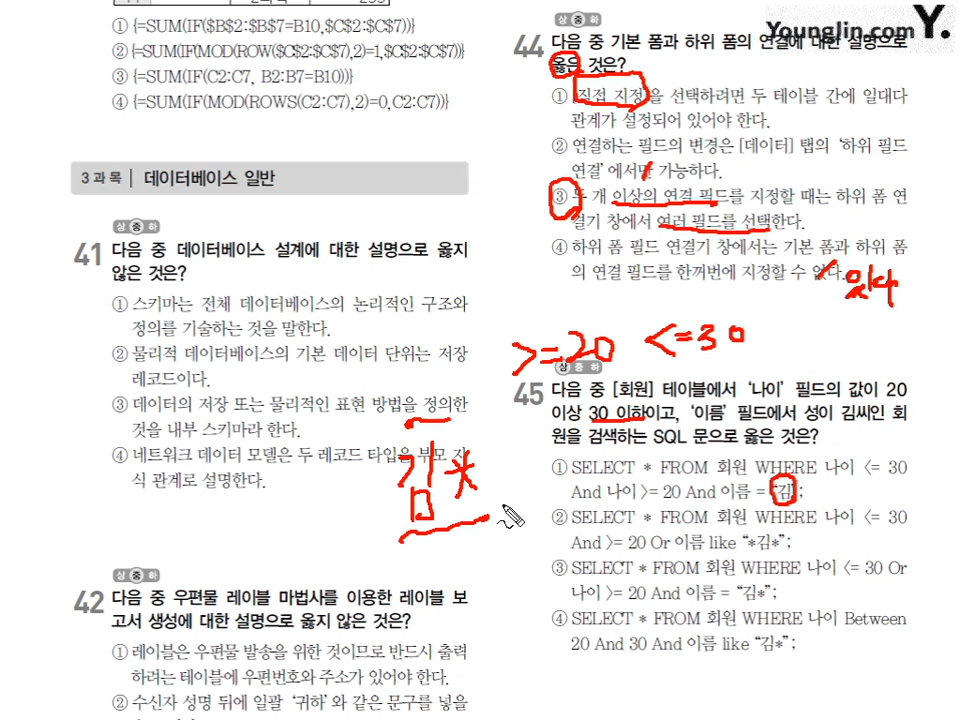 ① {=SUM(IF($B$2:$B$7=B10,$C$2:$C$7))}
② {=SUM(IF(MOD(ROW($C$2:$C$7),2)=1,$C$2:$C$7))}
③ {=SUM(IF(C2:C7, B2:B7=B10))}
④ {=SUM(IF(MOD(ROWS(C2:C7),2)=0,C2:C7))}
3과목 데이터베이스 일반
상 중 하
41 다음 중 데이터베이스 설계에 대한 설명으로 옳지
않은 것은?
① 스키마는 전체 데이터베이스의 논리적인 구조와
정의를 기술하는 것을 말한다.
② 물리적 데이터베이스의 기본 데이터 단위는 저장
레코드이다.
③ 데이터의 저장 또는 물리적인 표현 방법을 정의한
것을 내부 스키마라 한다.
④ 네트워크 데이터 모델은 두 레코드 타입을 부모 자
식 관계로 설명한다.
김*
상 중 하
42 다음 중 우편물 레이블 마법사를 이용한 레이블 보
고서 생성에 대한 설명으로 옳지 않은 것은?
① 레이블은 우편물 발송을 위한 것이므로 반드시 출력
하려는 테이블에 우편번호와 주소가 있어야 한다.
② 수신자 성명 뒤에 일괄 ‘귀하’와 같은 문구를 넣을
Younglin.com Y.
상 중 하
44 다음 중 기본 폼과 하위 폼의 연결에 대한 설명으로
옳은 것은?
① [직접 지정]을 선택하려면 두 테이블 간에 일대다
관계가 설정되어 있어야 한다.
② 연결하는 필드의 변경은 [데이터] 탭의 ‘하위 필드
연결’에서만 가능하다.
③ 두 개 이상의 연결 필드를 지정할 때는 하위 폼 연
결기 창에서 여러 필드를 선택한다.
④ 하위 폼 필드 연결기 창에서는 기본 폼과 하위 폼
의 연결 필드를 한꺼번에 지정할 수 없다.
있다
>=20 <=30
상 중 하
45 다음 중 [회원] 테이블에서 ‘나이’ 필드의 값이 20
이상 30 이하이고, ‘이름’ 필드에서 성이 김씨인 회
원을 검색하는 SQL 문으로 옳은 것은?
① SELECT * FROM 회원 WHERE 나이 <= 30
And 나이 >= 20 And 이름 = “김”;
② SELECT * FROM 회원 WHERE 나이 <= 30
And >= 20 Or 이름 like “*김*”;
③ SELECT * FROM 회원 WHERE 나이 <= 30 Or
나이 >= 20 And 이름 = “김*”;
④ SELECT * FROM 회원 WHERE 나이 Between
20 And 30 And 이름 like “김*”;